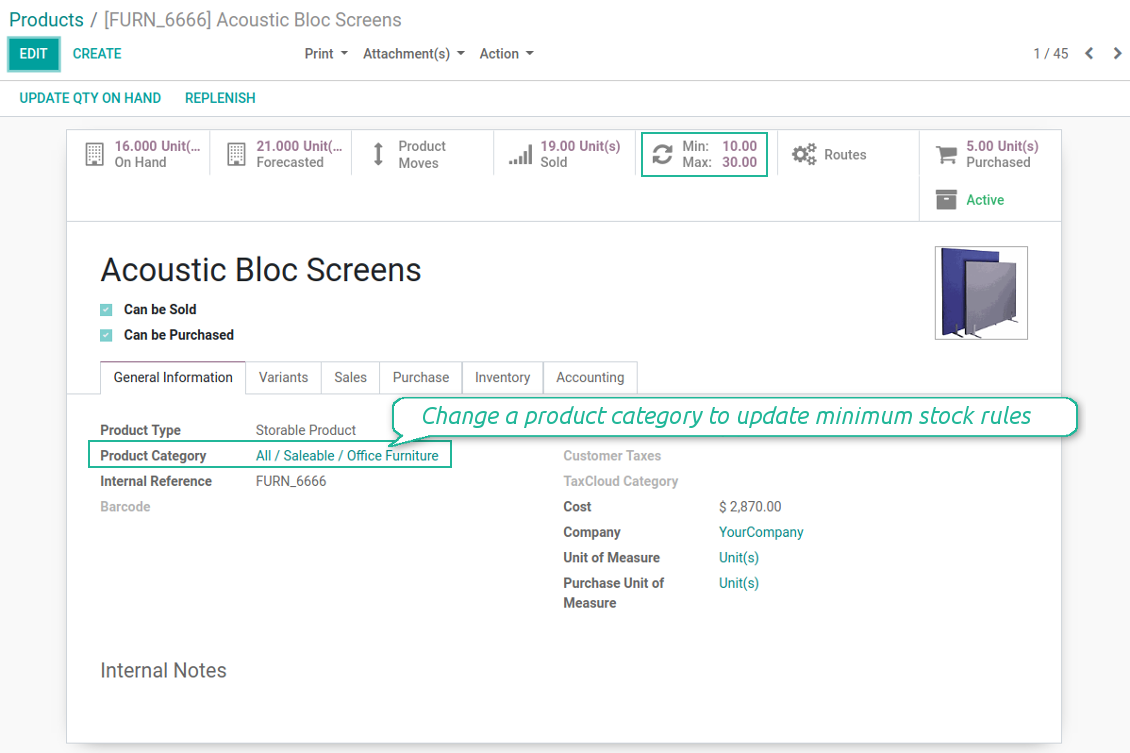 Products / [FURN_6666] Acoustic Bloc Screens
EDIT CREATE Print Attachment(s) Action 1 / 45
UPDATE QTY ON HAND REPLENISH
16.000 Unit(...
On Hand
21.000 Unit(...
Forecasted
Product
Moves
19.00 Unit(s)
Sold
Min: 10.00
Max: 30.00
Routes
5.00 Unit(s)
Purchased
Active
Acoustic Bloc Screens
Can be Sold
Can be Purchased
General Information Variants Sales Purchase Inventory Accounting
Change a product category to update minimum stock rules
Product Type Storable Product
Product Category All / Saleable / Office Furniture
Internal Reference FURN_6666
Barcode
Customer Taxes
TaxCloud Category
Cost $ 2,870.00
Company YourCompany
Unit of Measure Unit(s)
Purchase Unit of Unit(s)
Measure
Internal Notes